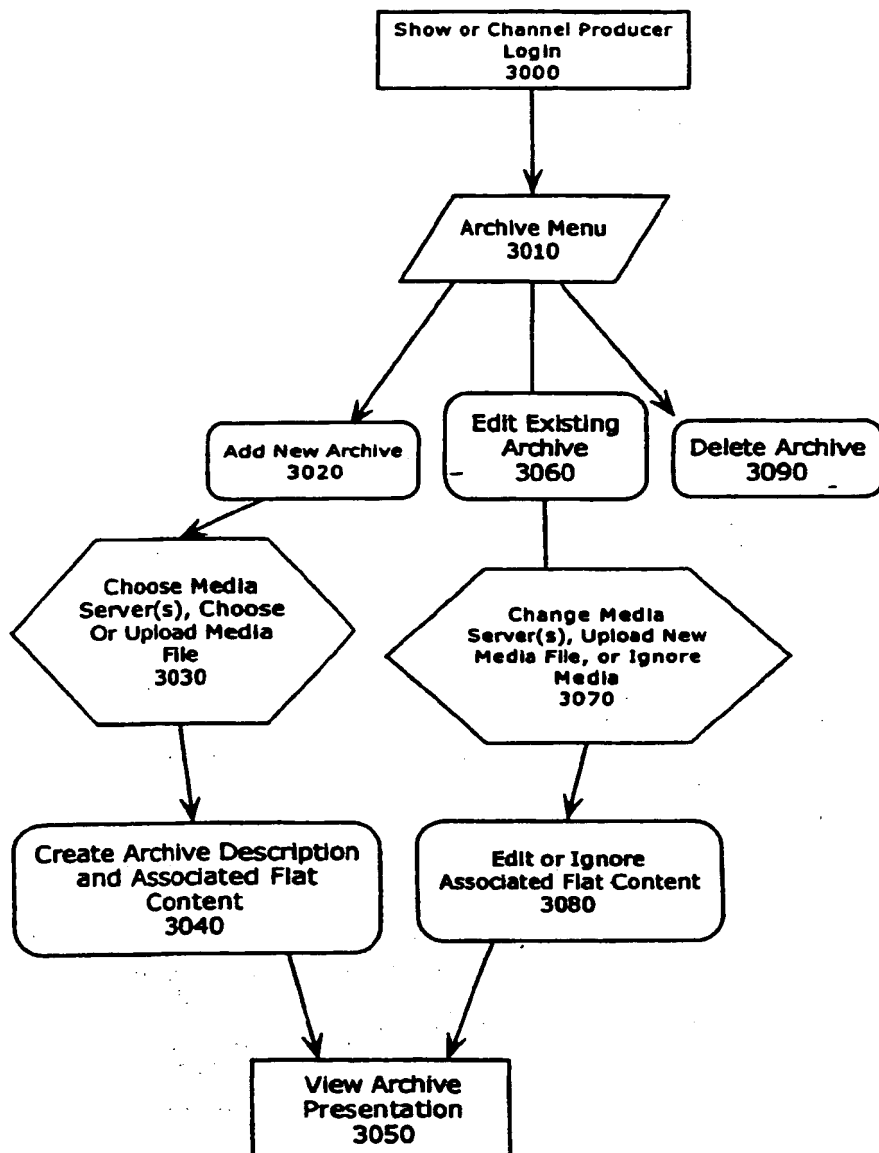 Show or Channel Producer
Login
3000
Archive Menu
3010
Add New Archive
3020
Edit Existing
Archive
3060
Delete Archive
3090
Choose Media
Server(s), Choose
Or Upload Media
File
3030
Change Media
Server(s), Upload New
Media File, or Ignore
Media
3070
Create Archive Description
and Associated Flat
Content
3040
Edit or Ignore
Associated Flat Content
3080
View Archive
Presentation
3050